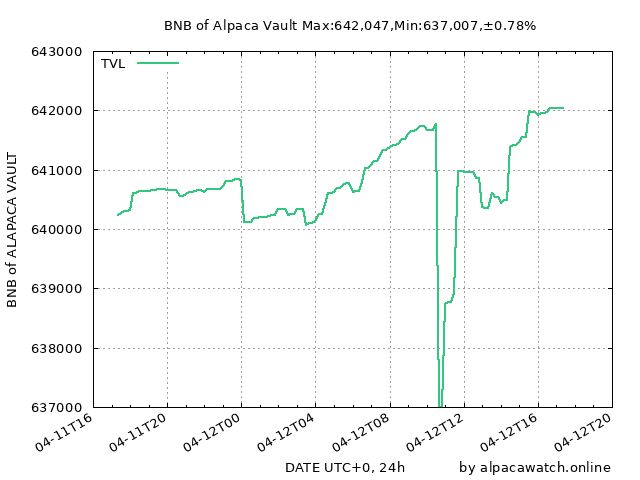 BNB of Alpaca Vault Max:642,047,Min:637,007,±0.78%
643000
TVL
642000
641000
640000
639000
638000
637000
BNB of ALAPACA VAULT
04-11T16
04-11T20
04-12T00
04-12T04
04-12T08
04-12T12
04-12T16
04-12T20
DATE UTC+0, 24h
by alpacawatch.online